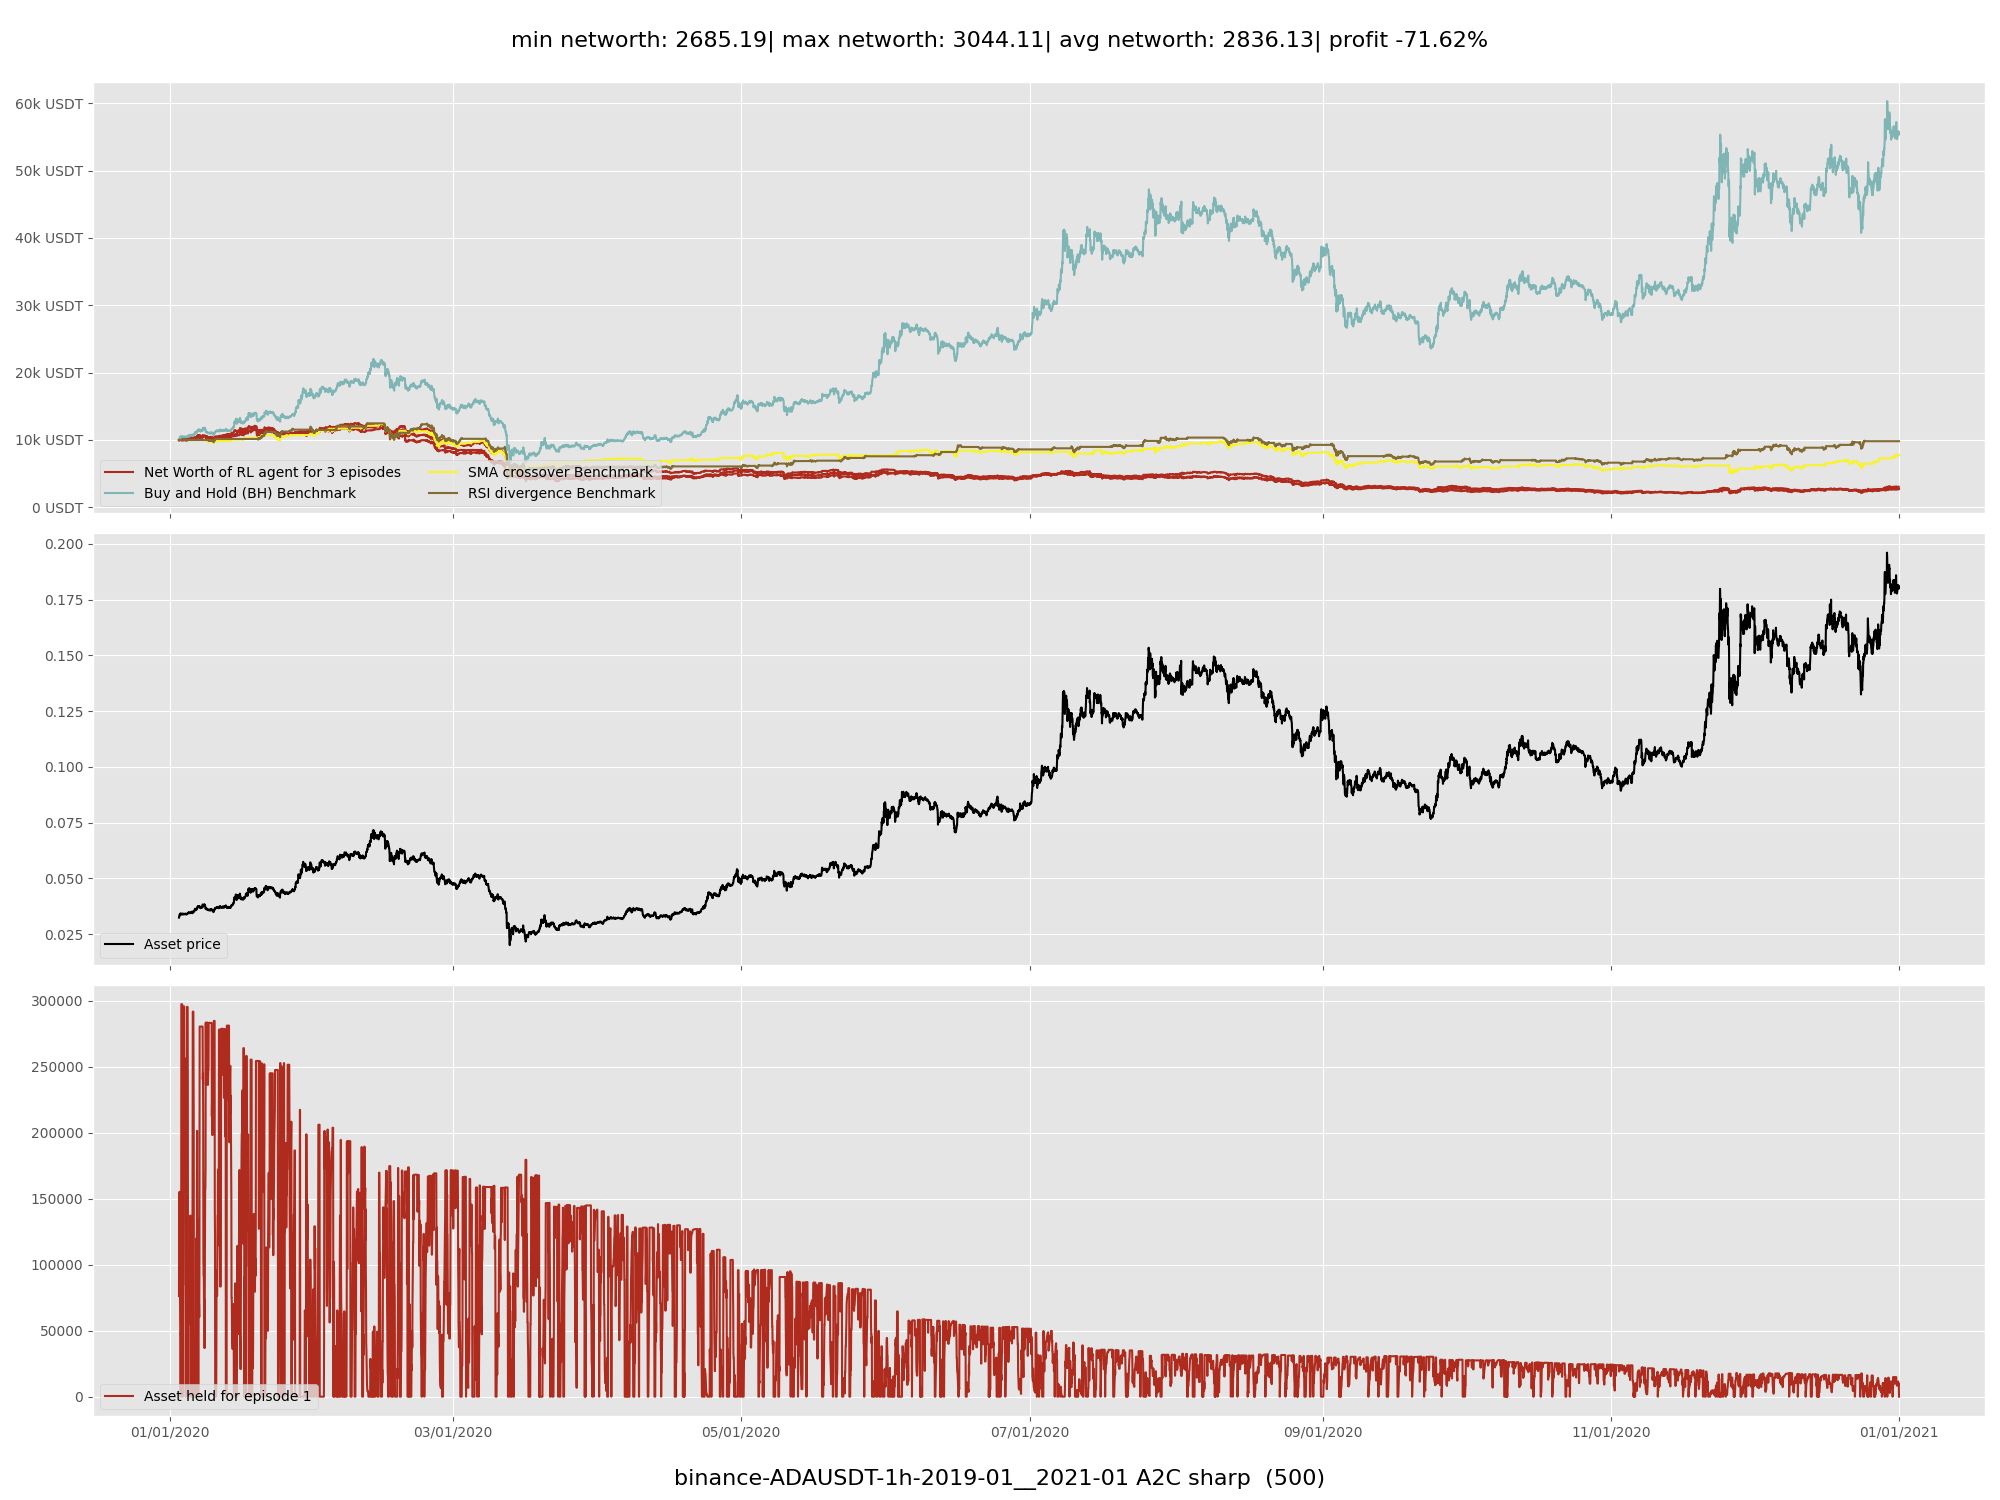 min networth: 2685.19| max networth: 3044.11| avg networth: 2836.13| profit -71.62%
60k USDT
50k USDT
40k USDT
30k USDT
20k USDT
10k USDT
0 USDT
Net Worth of RL agent for 3 episodes
Buy and Hold (BH) Benchmark
SMA crossover Benchmark
RSI divergence Benchmark
0.200
0.175
0.150
0.125
0.100
0.075
0.050
0.025
Asset price
300000
250000
200000
150000
100000
50000
0
Asset held for episode 1
01/01/2020 03/01/2020 05/01/2020 07/01/2020 09/01/2020 11/01/2020 01/01/2021
binance-ADAUSDT-1h-2019-01__2021-01 A2C sharp  (500)